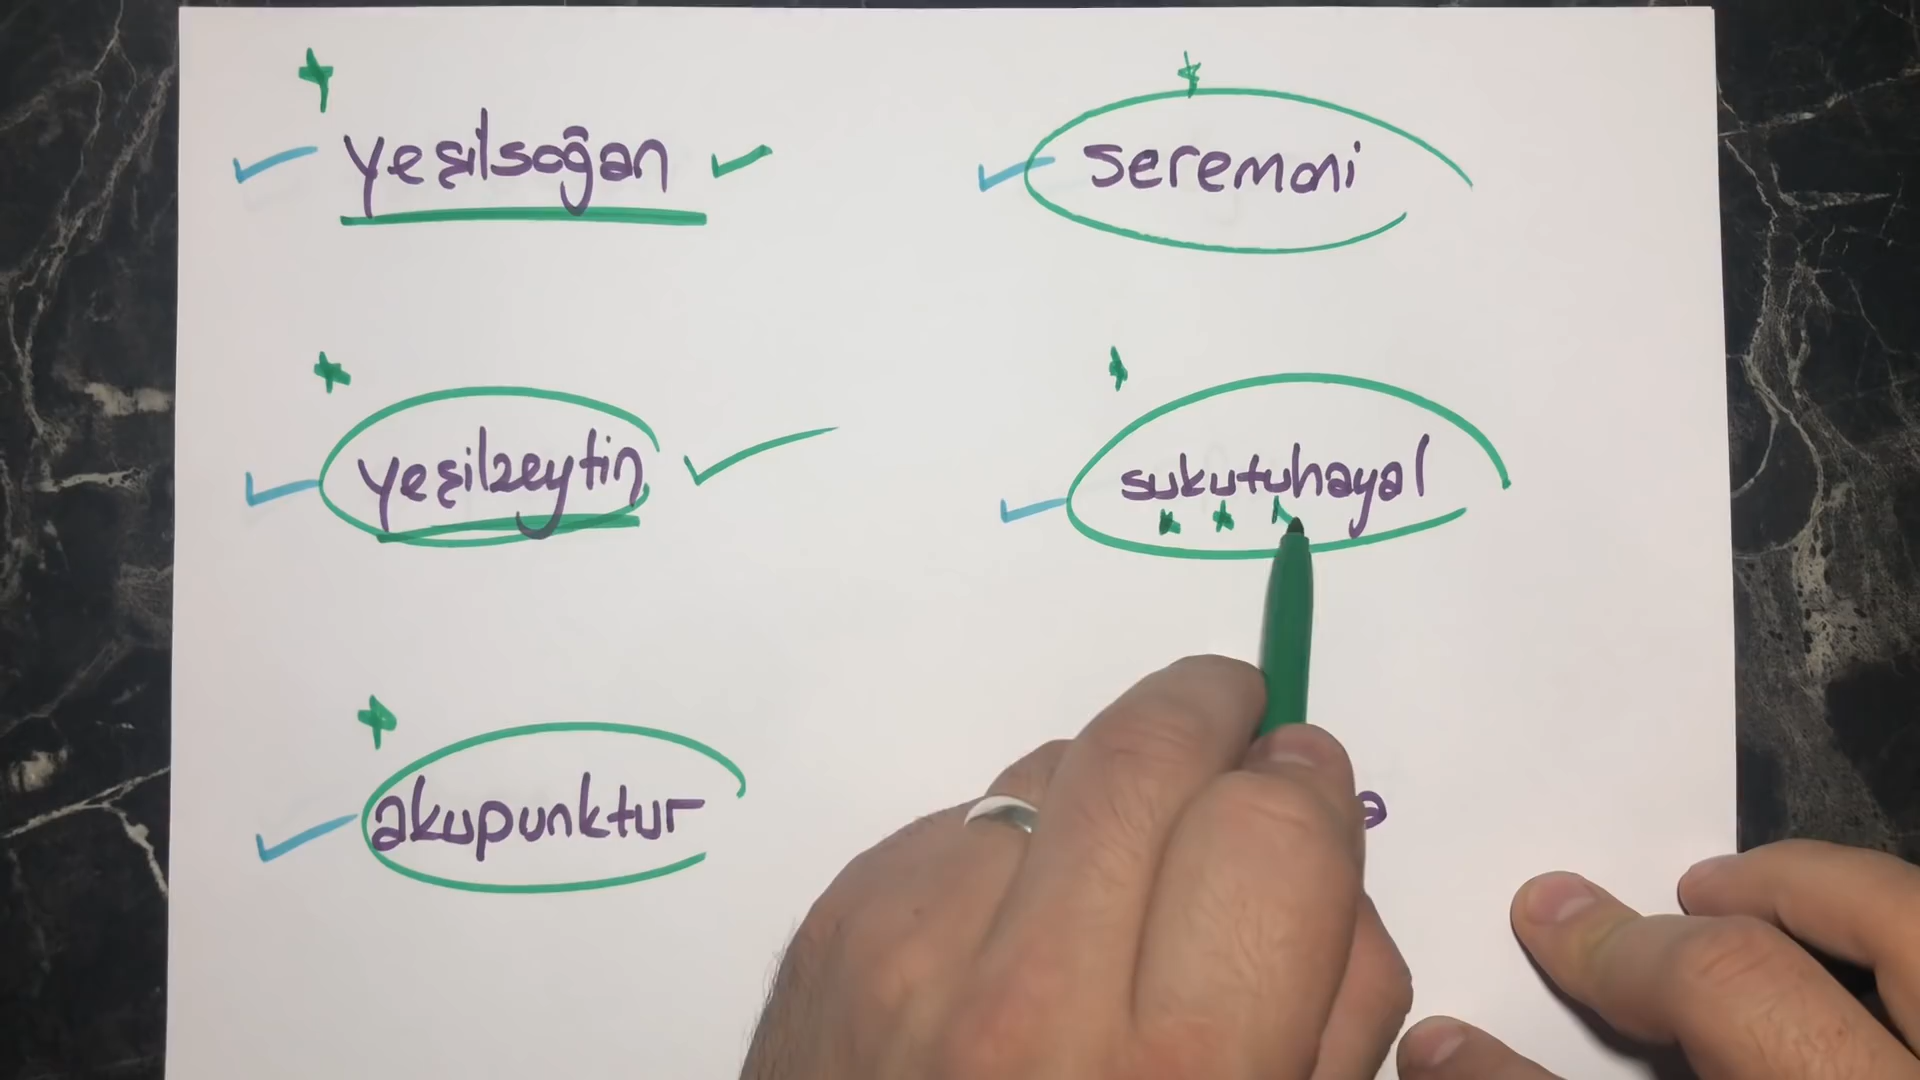 yeşilsoğan
seremoni
yeşilzeytin
sukutuhayal
akupunktur